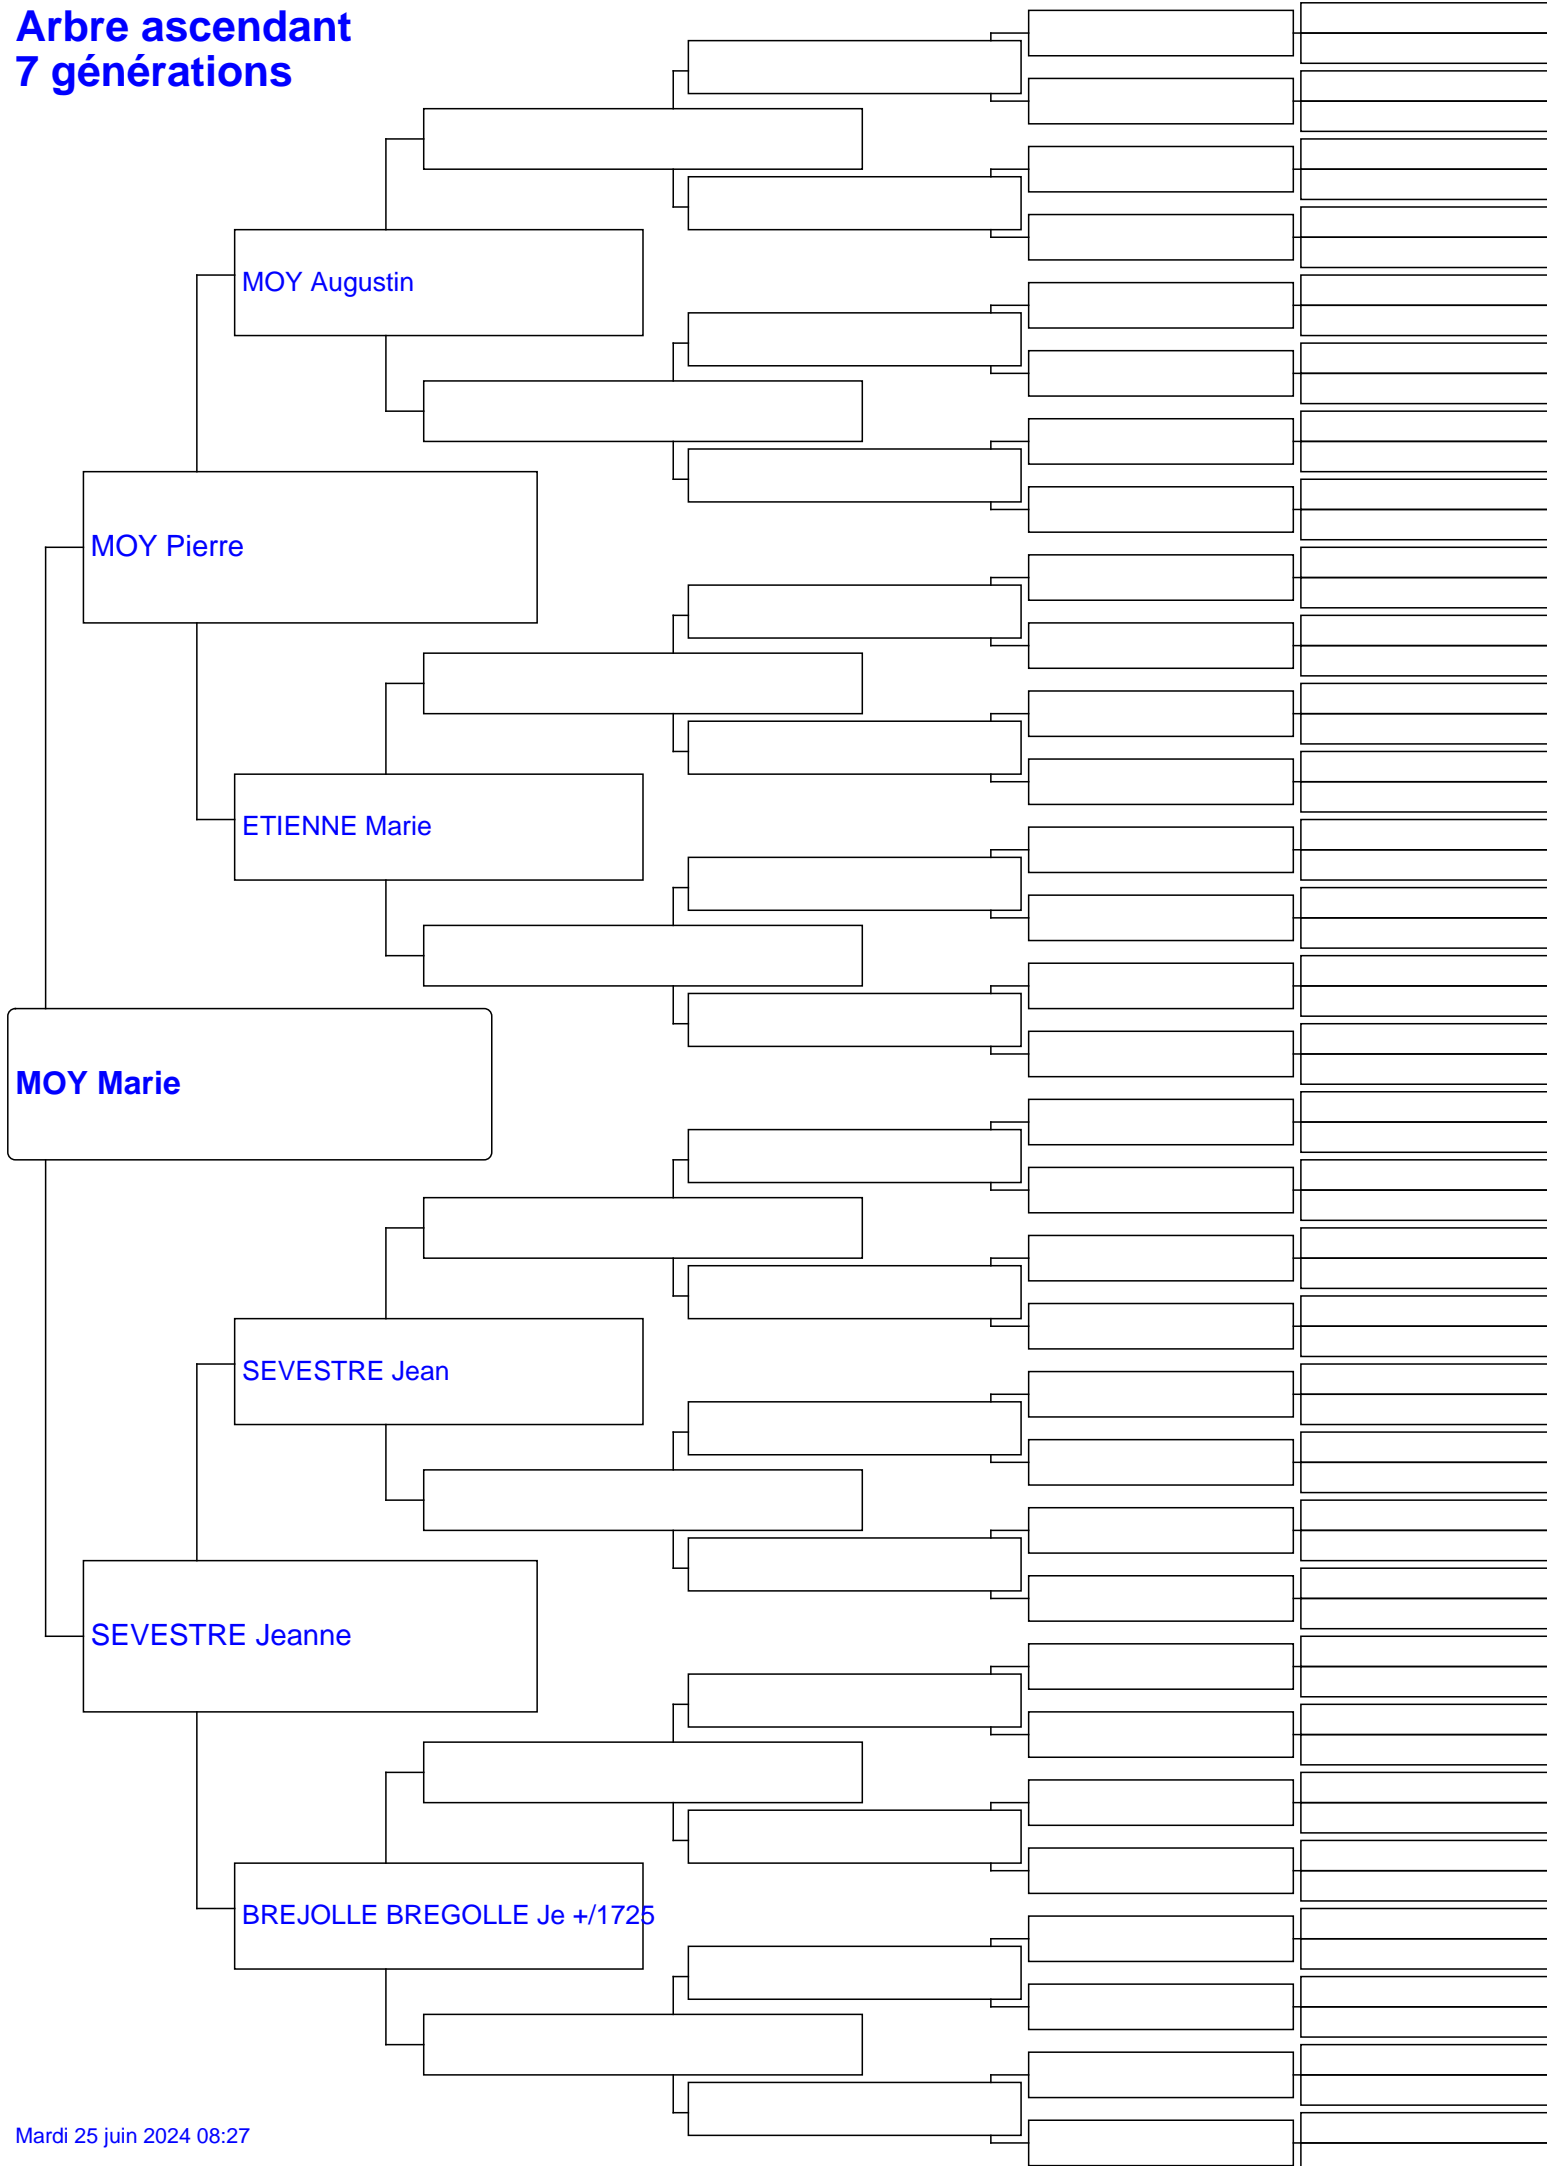 Arbre ascendant
7 générations
MOY Augustin
MOY Pierre
ETIENNE Marie
MOY Marie
SEVESTRE Jean
SEVESTRE Jeanne
BREJOLLE BREGOLLE Je +/1725
Mardi 25 juin 2024 08:27